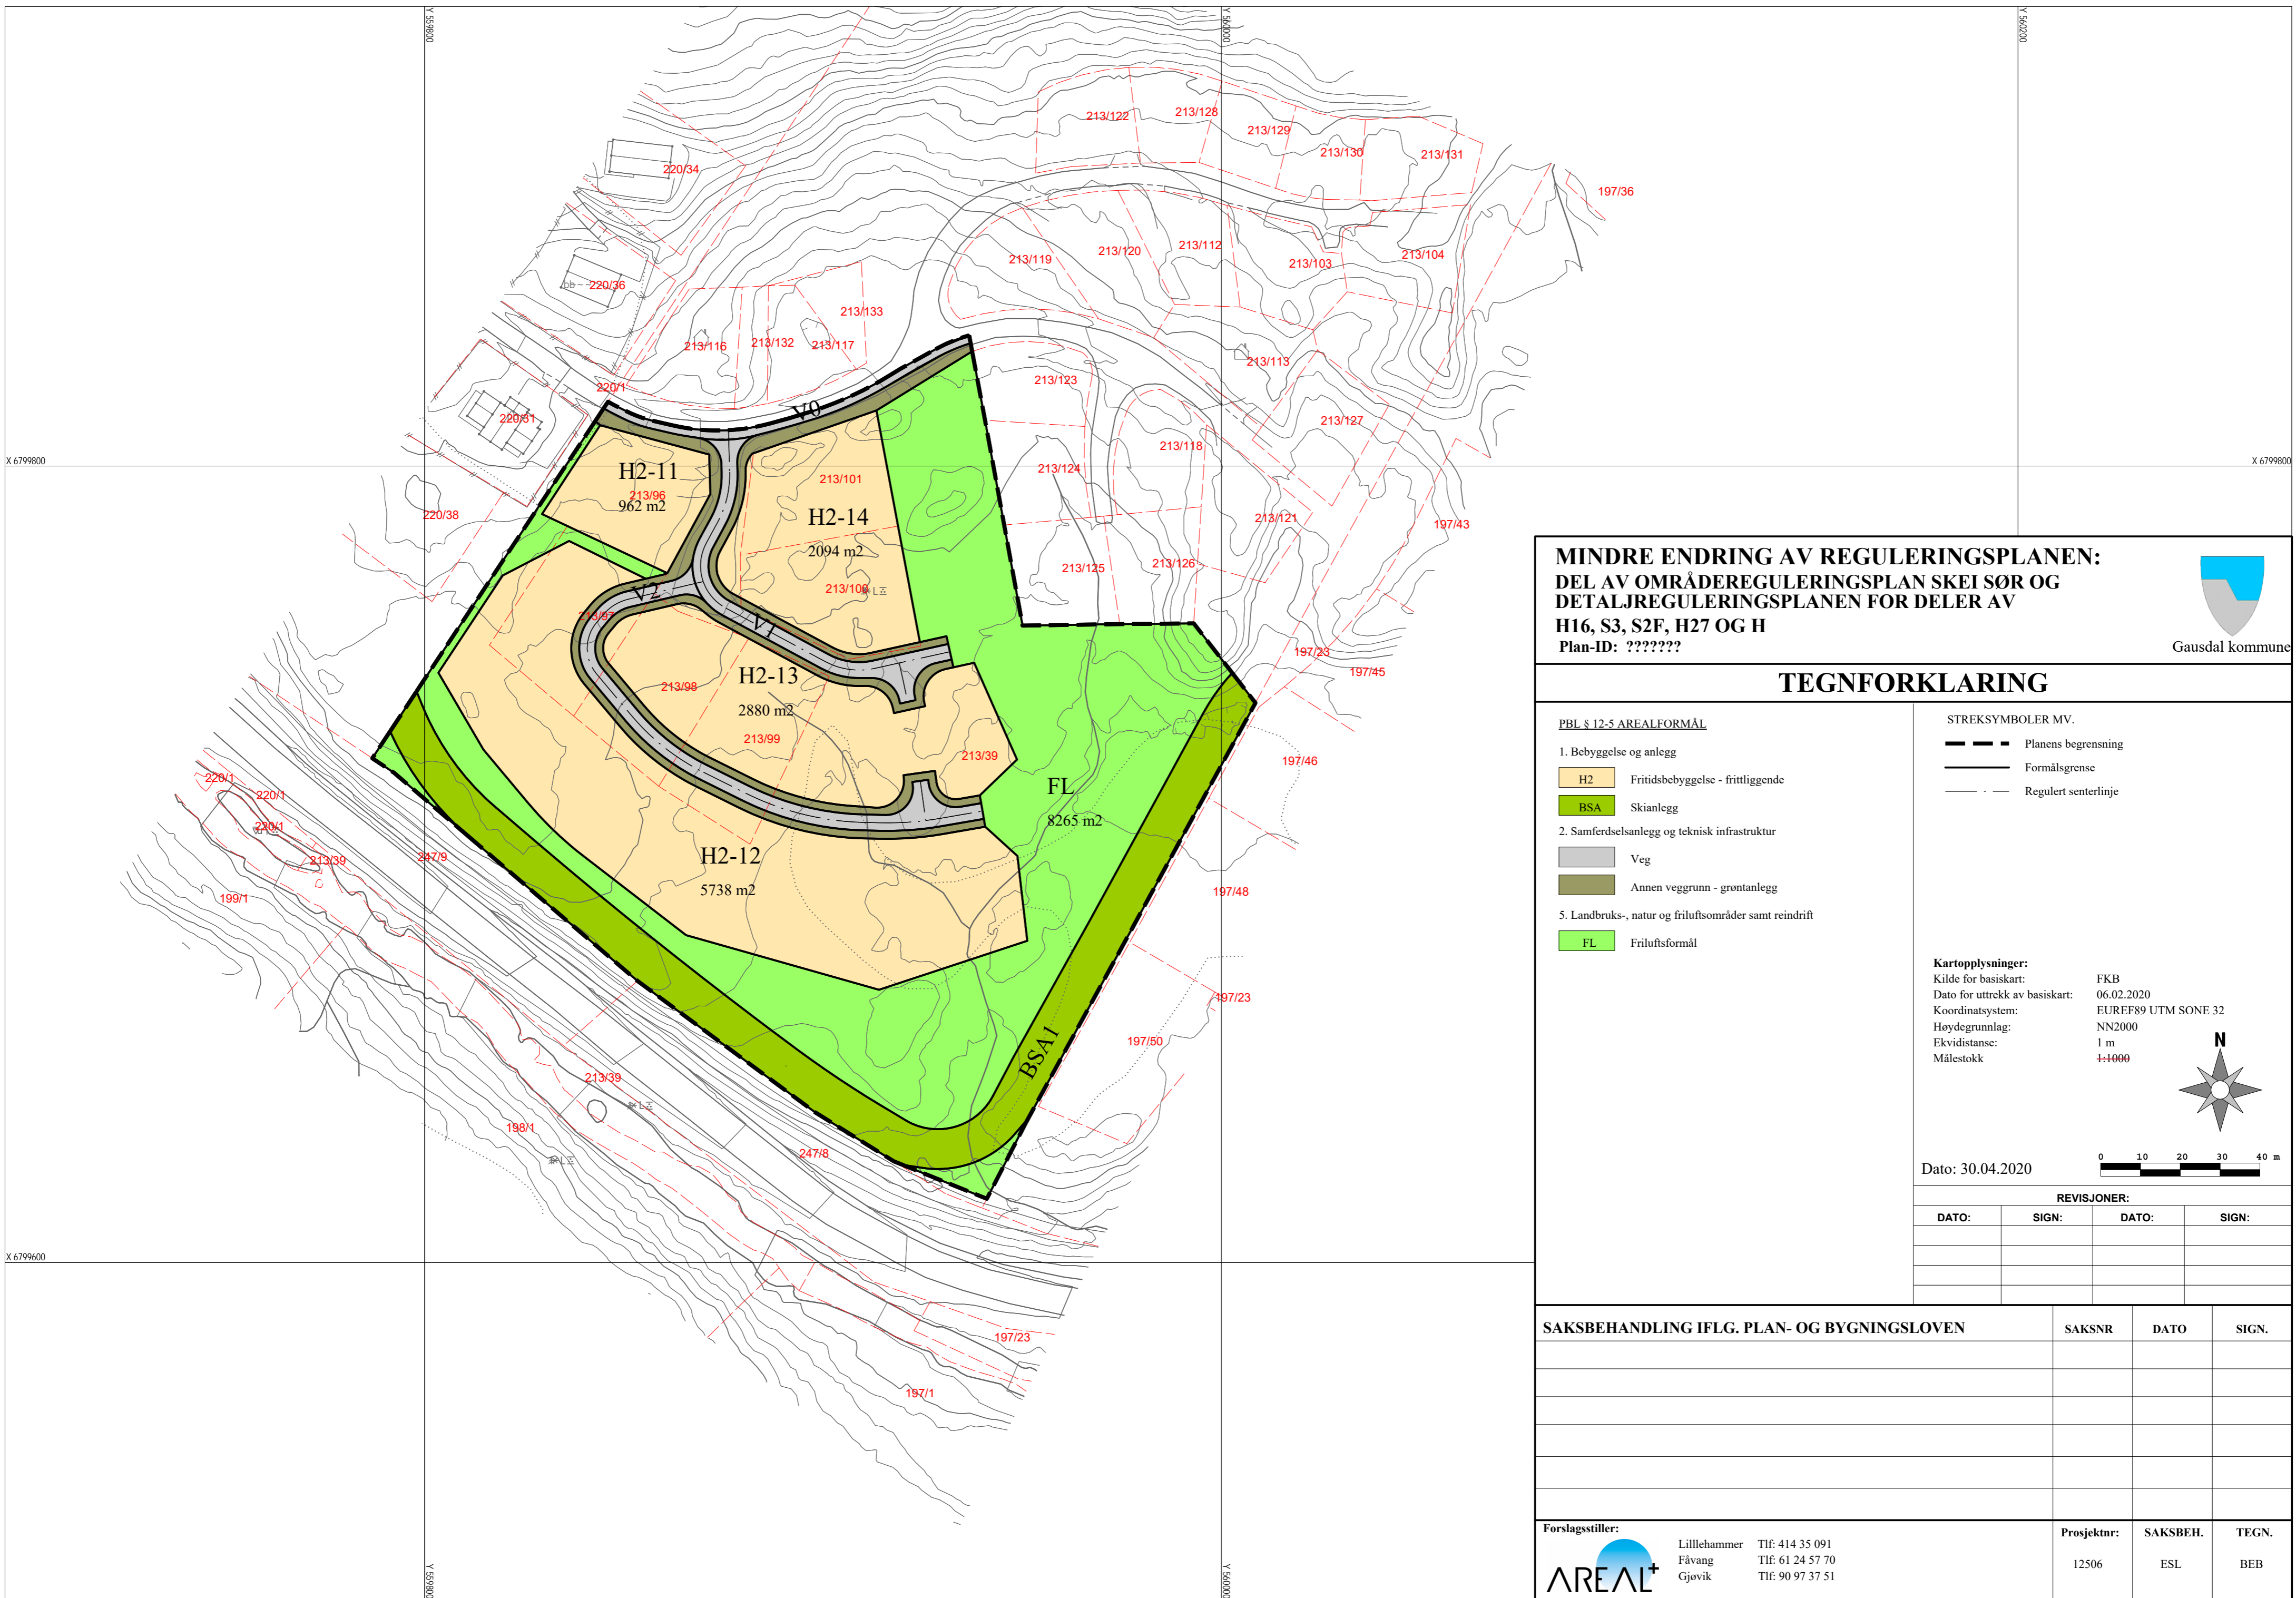 Y 559800
Y 560000
Y 560200
213/122
213/128
213/129
213/130
213/131
220/34
197/36
213/119
213/120
213/112
213/103
213/104
220/36
213/133
213/116
213/132
213/117
213/113
220/1
213/123
V0
220/31
213/127
213/118
X 6799800
X 6799800
H2-11
213/96
962 m2
213/101
213/124
H2-14
2094 m2
220/38
213/121
197/43
213/125
213/126
213/100
V2
213/97
V1
197/23
197/45
H2-13
213/98
2880 m2
213/99
213/39
197/46
FL
8265 m2
220/1
220/1
220/1
213/39
247/9
H2-12
5738 m2
197/48
199/1
197/23
197/50
BSA1
213/39
198/1
247/8
X 6799600
197/23
197/1
Y 559800
Y 560000
MINDRE ENDRING AV REGULERINGSPLANEN:
DEL AV OMRÅDEREGULERINGSPLAN SKEI SØR OG
DETALJREGULERINGSPLANEN FOR DELER AV
H16, S3, S2F, H27 OG H
Plan-ID: ???????
Gausdal kommune
TEGNFORKLARING
PBL § 12-5 AREALFORMÅL
1. Bebyggelse og anlegg
H2 Fritidsbebyggelse - frittliggende
BSA Skianlegg
2. Samferdselsanlegg og teknisk infrastruktur
Veg
Annen veggrunn - grøntanlegg
5. Landbruks-, natur og friluftsområder samt reindrift
FL Friluftsformål
STREKSYMBOLER MV.
Planens begrensning
Formålsgrense
Regulert senterlinje
Kartopplysninger:
Kilde for basiskart: FKB
Dato for uttrekk av basiskart: 06.02.2020
Koordinatsystem: EUREF89 UTM SONE 32
Høydegrunnlag: NN2000
Ekvidistanse: 1 m
Målestokk 1:1000
N
Dato: 30.04.2020
0 10 20 30 40 m
REVISJONER:
DATO: SIGN: DATO: SIGN:
SAKSBEHANDLING IFLG. PLAN- OG BYGNINGSLOVEN SAKSNR DATO SIGN.
Forslagsstiller:
AREAL+
Lilllehammer Tlf: 414 35 091
Fåvang Tlf: 61 24 57 70
Gjøvik Tlf: 90 97 37 51
Prosjektnr: SAKSBEH. TEGN.
12506 ESL BEB